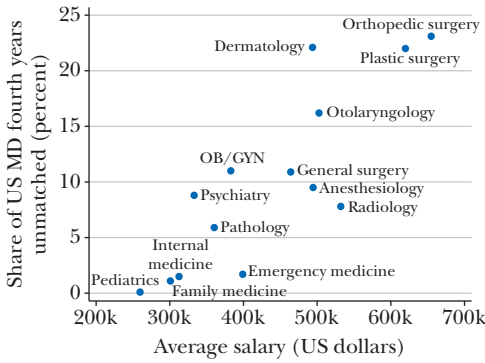 Share of US MD fourth years
unmatched (percent)
25
20
15
10
5
0
Orthopedic surgery
Dermatology
Plastic surgery
Otolaryngology
OB/GYN
General surgery
Anesthesiology
Psychiatry
Radiology
Pathology
Internal
medicine
Emergency medicine
Pediatrics
Family medicine
200k 300k 400k 500k 600k 700k
Average salary (US dollars)